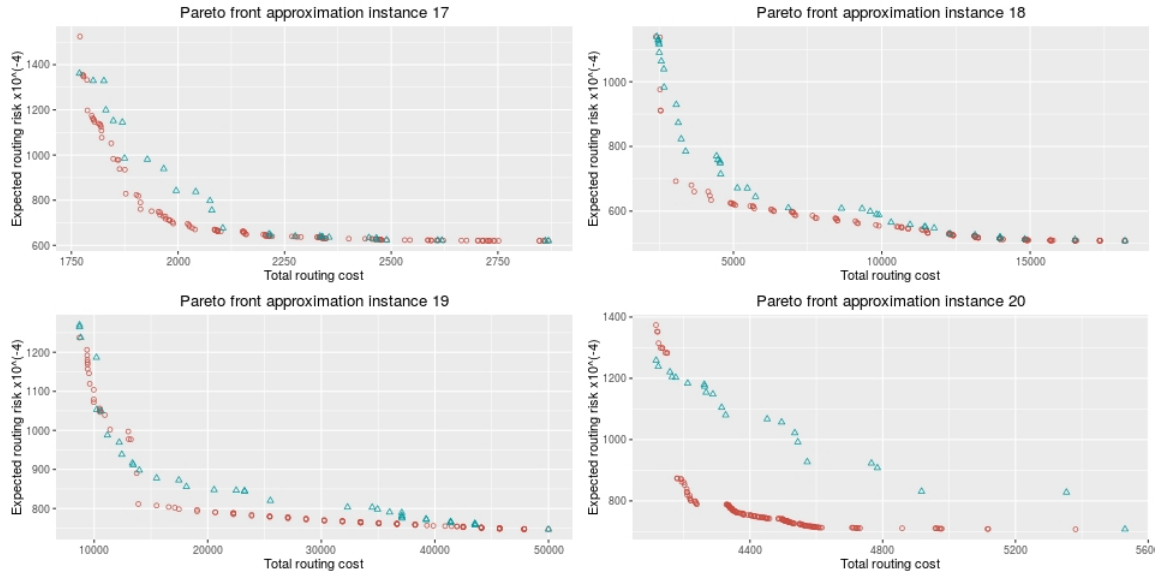 Pareto front approximation instance 17
Expected routing risk x10^(-4)
1400
1200
1000
800
600
1750 2000 2250 2500 2750
Total routing cost
Pareto front approximation instance 18
Expected routing risk x10^(-4)
1000
800
600
5000 10000 15000
Total routing cost
Pareto front approximation instance 19
Expected routing risk x10^(-4)
1200
1100
1000
900
800
10000 20000 30000 40000 50000
Total routing cost
Pareto front approximation instance 20
Expected routing risk x10^(-4)
1400
1200
1000
800
4400 4800 5200 5600
Total routing cost